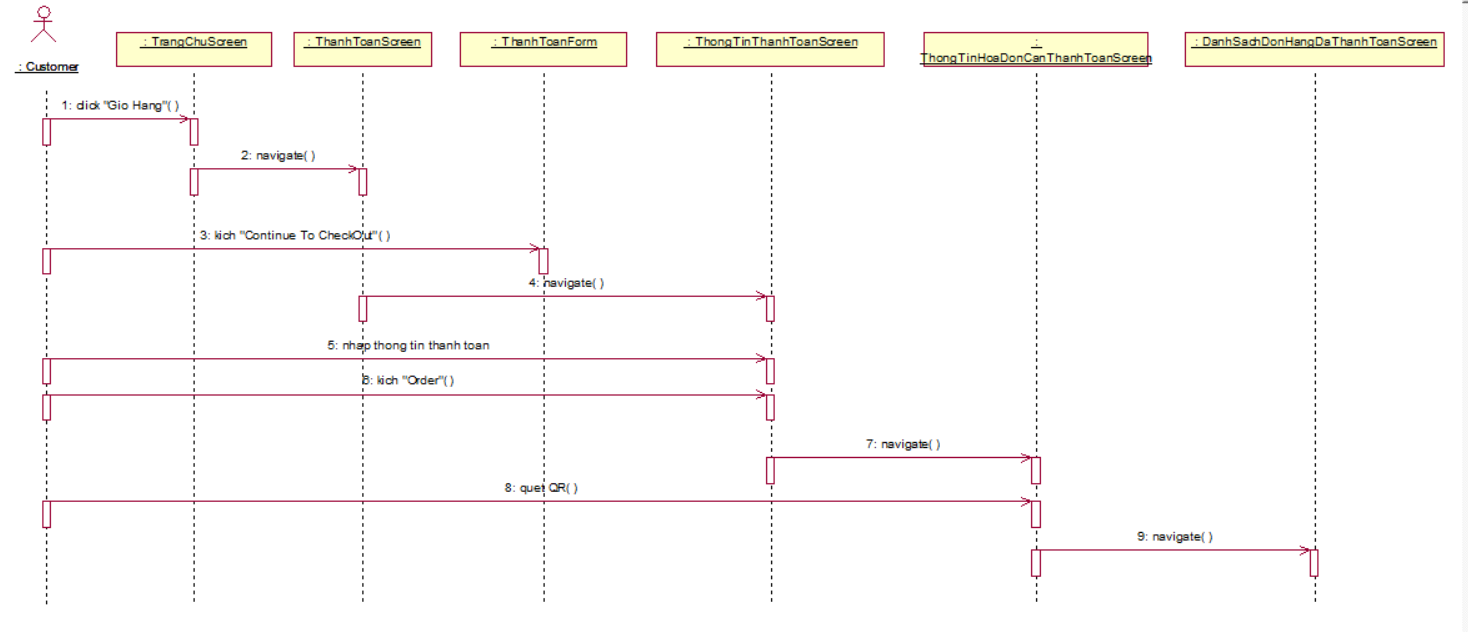 : Customer
: TrangChuScreen
: ThanhToanScreen
: ThanhToanForm
: ThongTinThanhToanScreen
:
ThongTinHoaDonCanThanhToanScreen
: DanhSachDonHangDaThanhToanScreen
1: click "Gio Hang"( )
2: navigate( )
3: kich "Continue To CheckOut"( )
4: navigate( )
5: nhap thong tin thanh toan
6: kich "Order"( )
7: navigate( )
8: quet QR( )
9: navigate( )